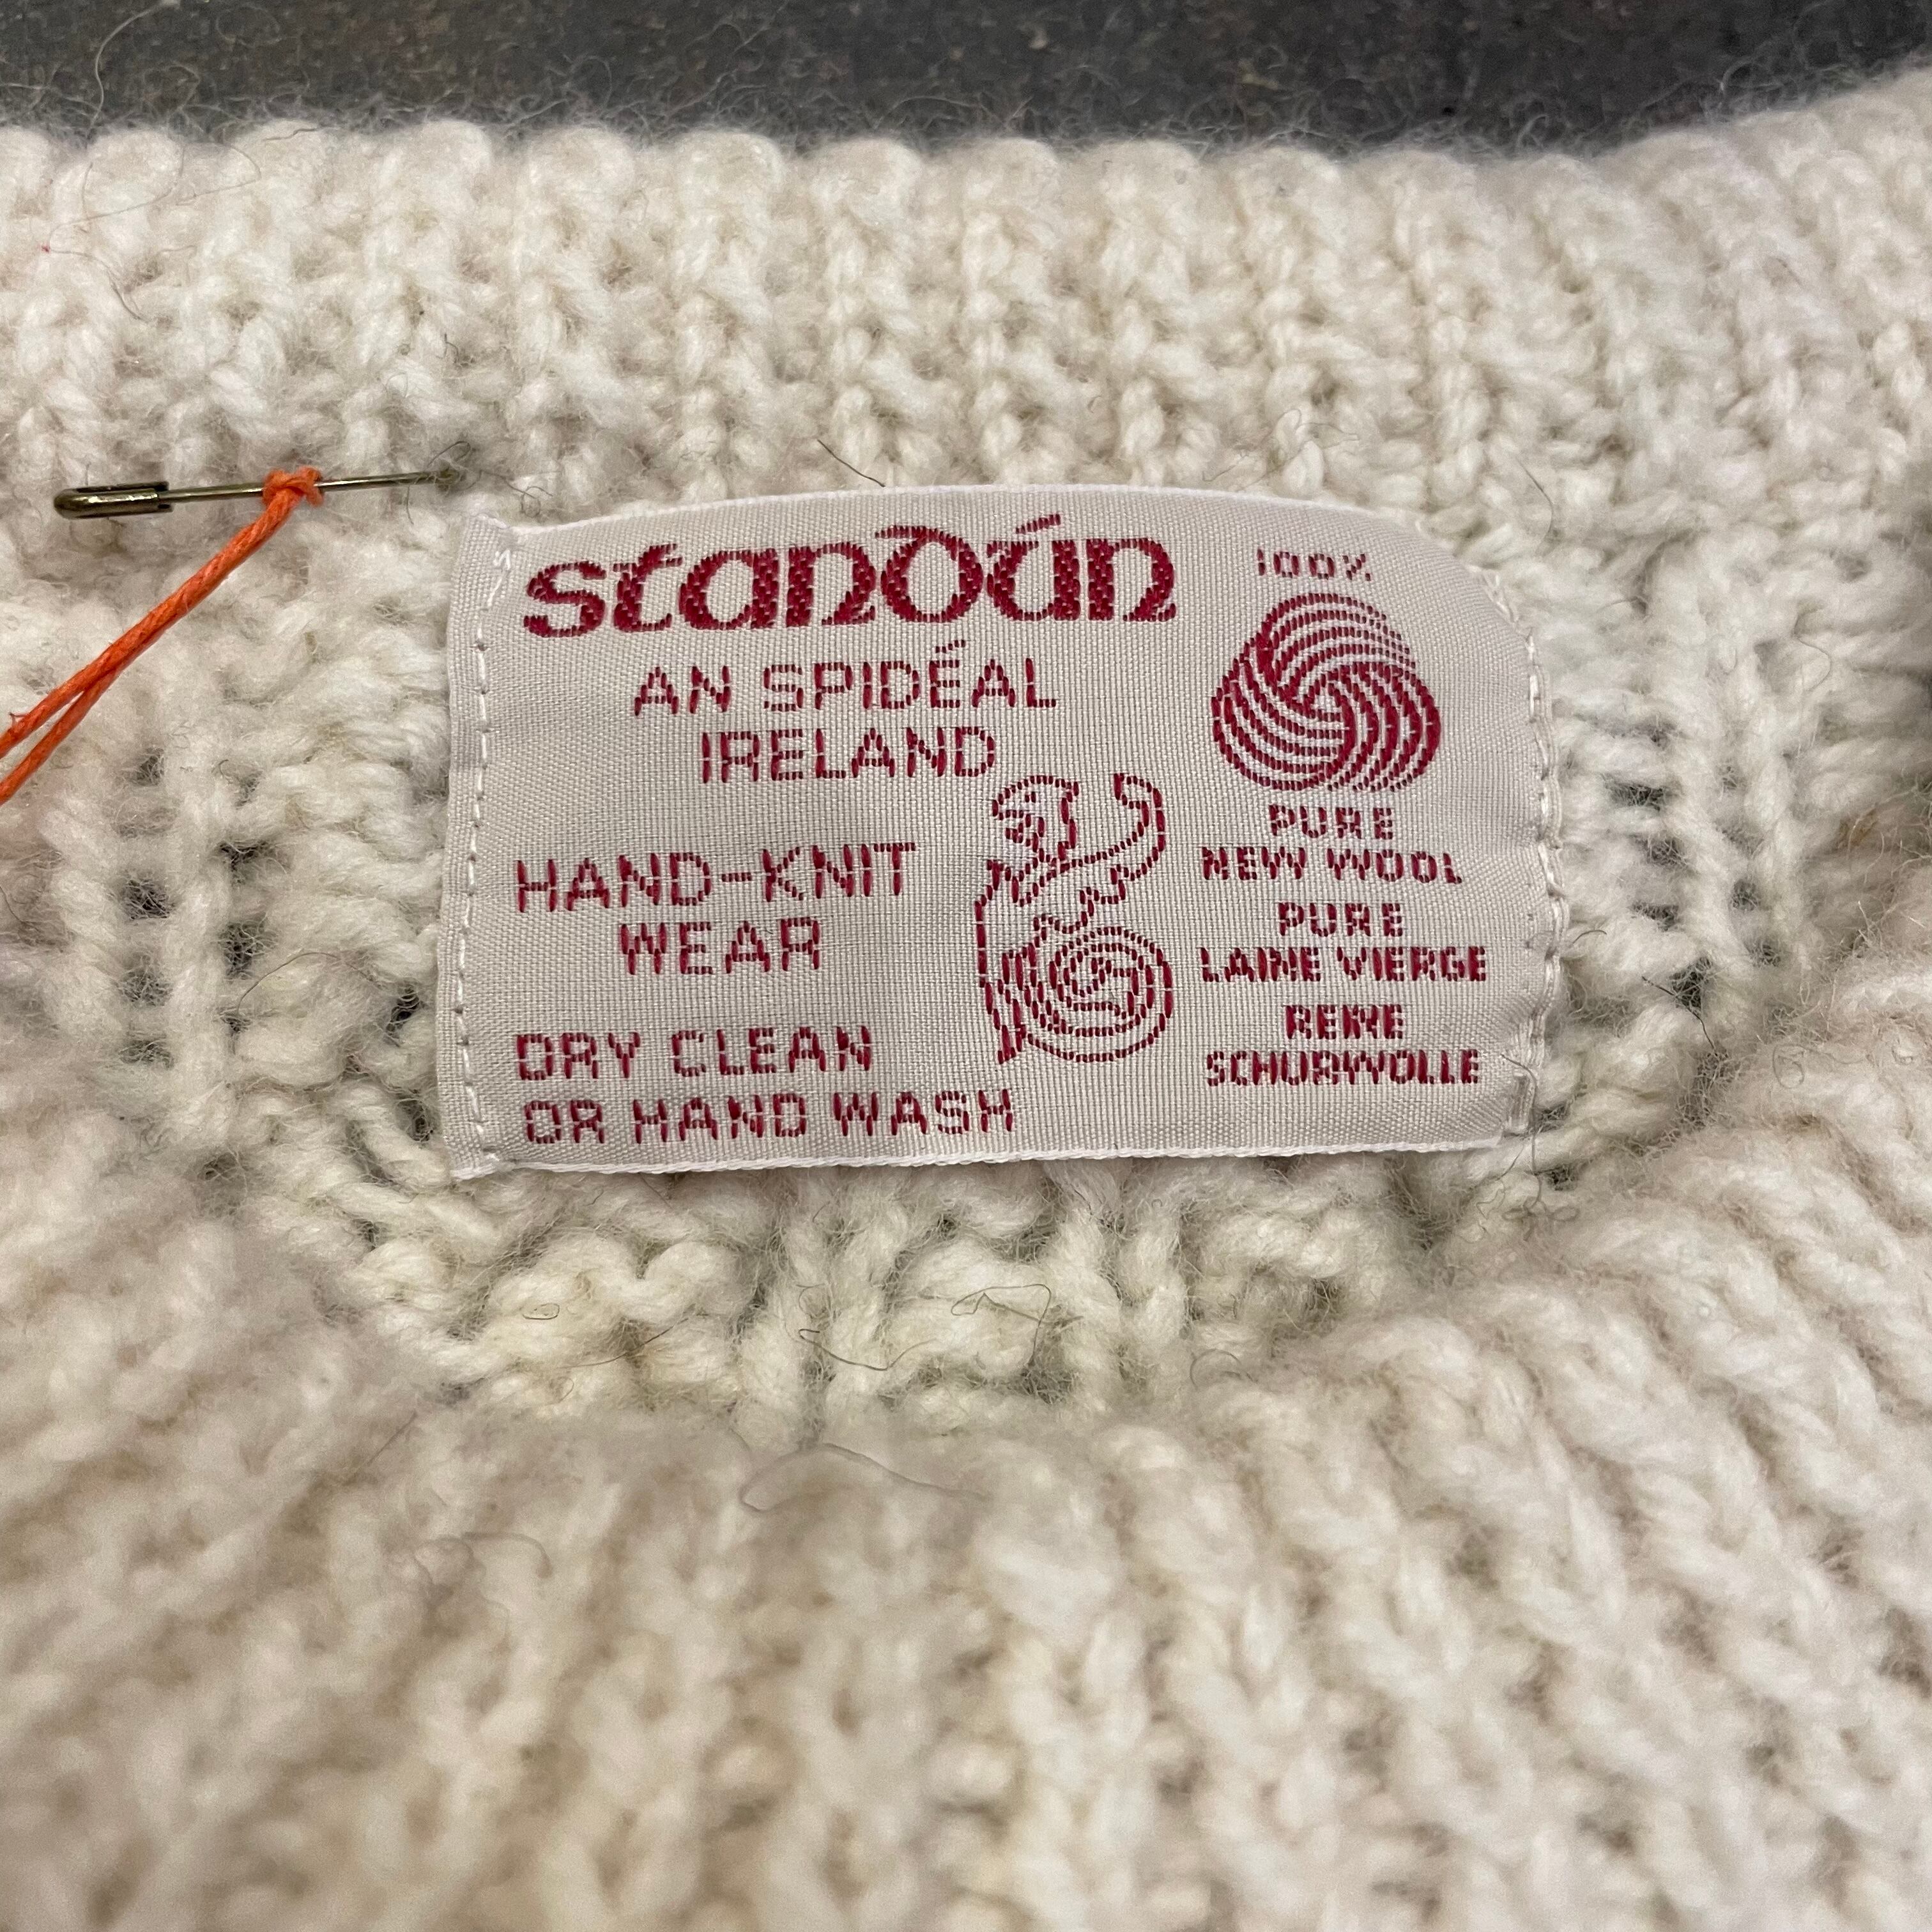 standún
AN SPIDÉAL
IRELAND
HAND-KNIT
WEAR
DRY CLEAN
OR HAND WASH
100%
PURE
NEW WOOL
PURE
LAINE VIERGE
REINE
SCHURWOLLE